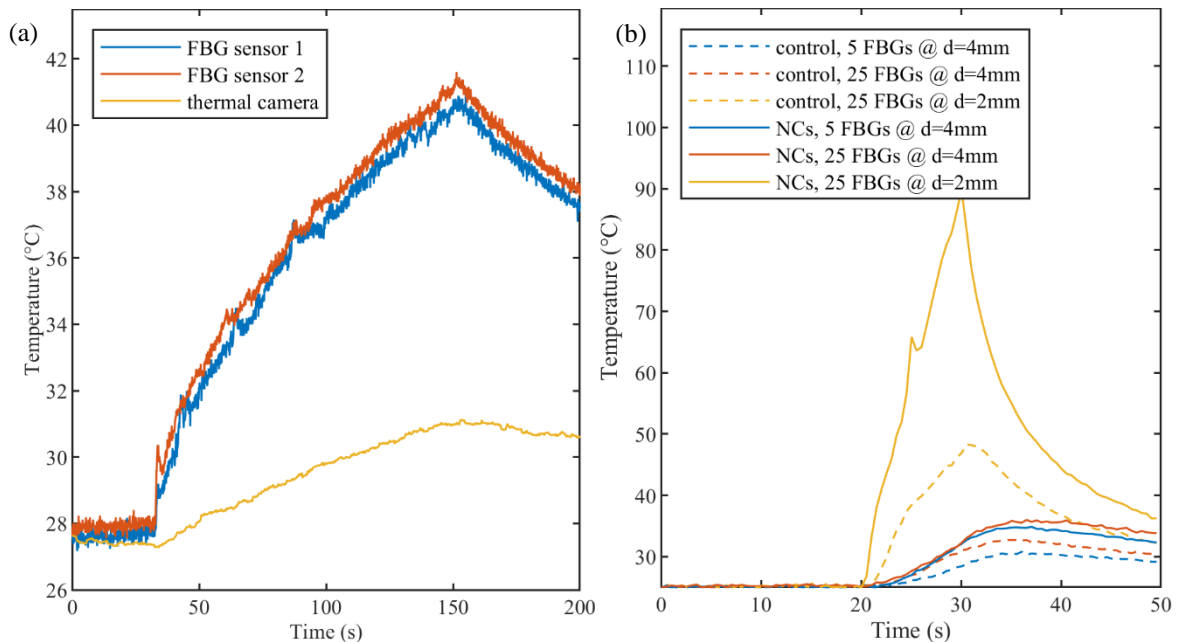 (a)
FBG sensor 1
FBG sensor 2
thermal camera
42
40
38
36
34
32
30
28
26
Temperature (°C)
0
50
100
150
200
Time (s)
(b)
control, 5 FBGs @ d=4mm
control, 25 FBGs @ d=4mm
control, 25 FBGs @ d=2mm
NCs, 5 FBGs @ d=4mm
NCs, 25 FBGs @ d=4mm
NCs, 25 FBGs @ d=2mm
110
100
90
80
70
60
50
40
30
Temperature (°C)
0
10
20
30
40
50
Time (s)